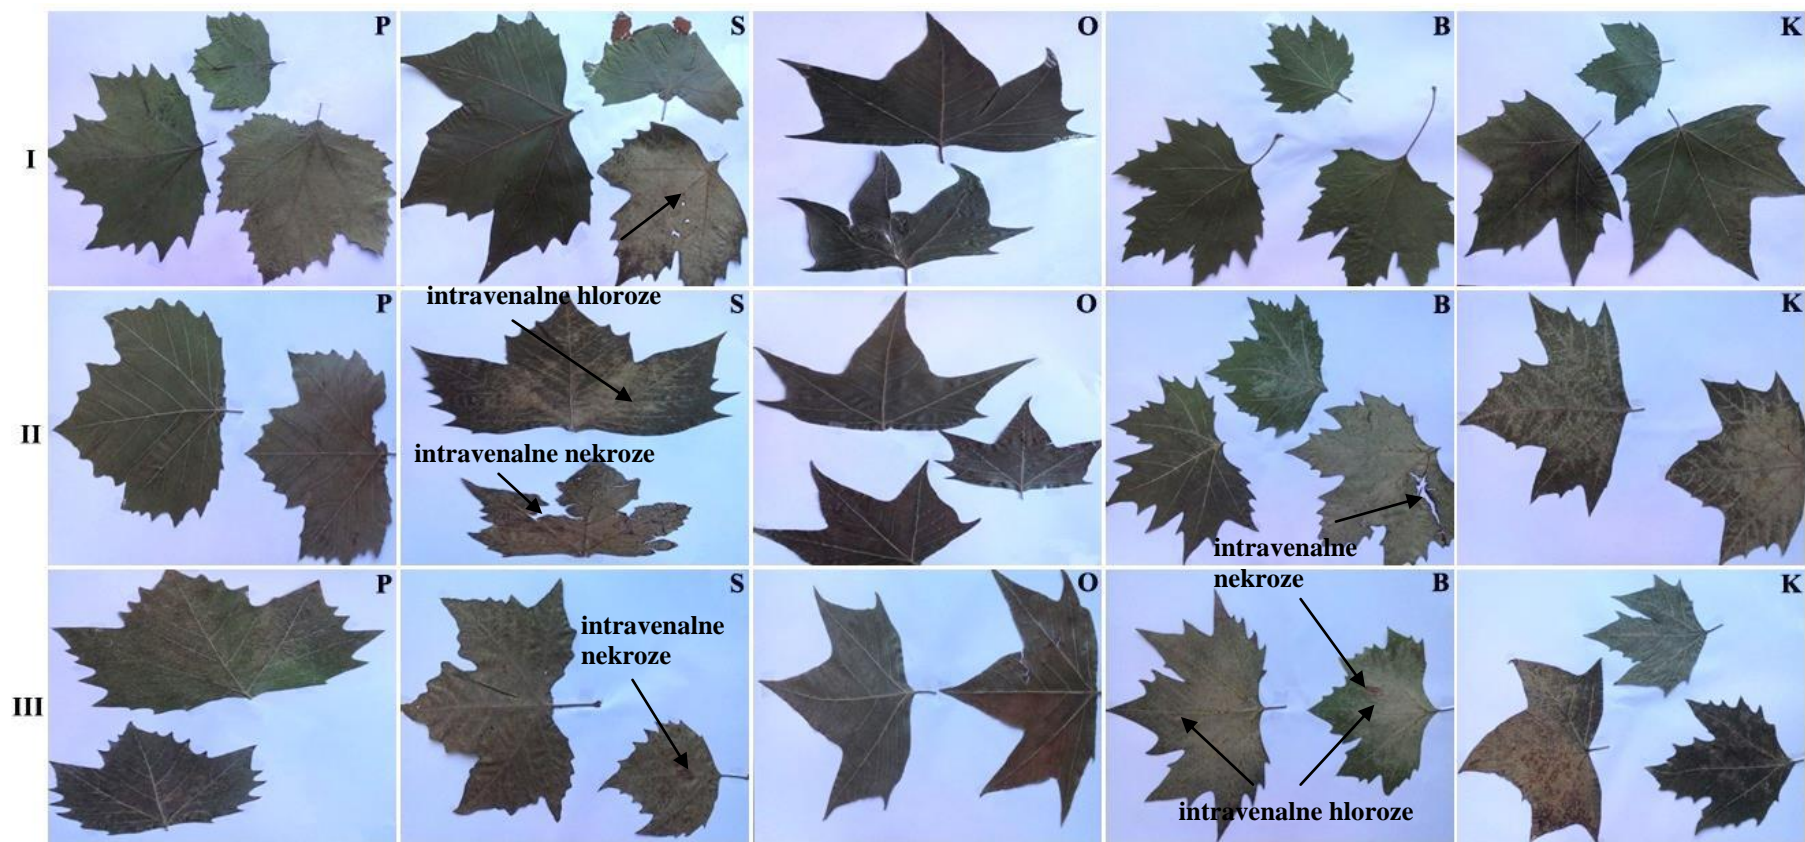 P
S
O
B
K
I
intravenalne hloroze
P
S
O
B
K
II
intravenalne nekroze
intravenalne
nekroze
P
S
O
B
K
III
intravenalne
nekroze
intravenalne hloroze